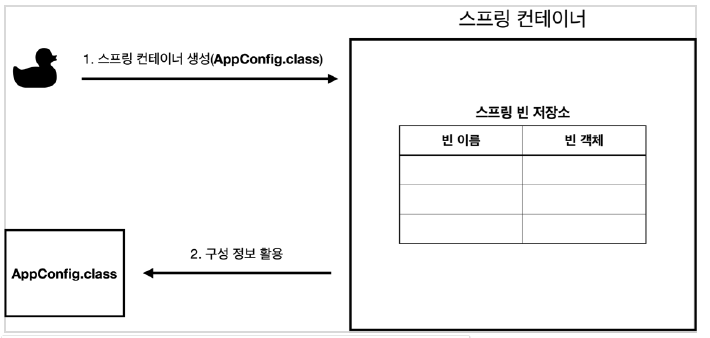 스프링 컨테이너
1. 스프링 컨테이너 생성(AppConfig.class)
스프링 빈 저장소
빈 이름
빈 객체
2. 구성 정보 활용
AppConfig.class